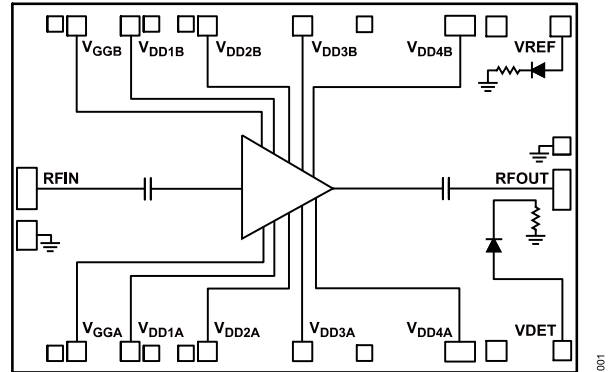 VGGB VDD1B VDD2B VDD3B VDD4B VREF
RFIN RFOUT
VGGA VDD1A VDD2A VDD3A VDD4A VDET
001